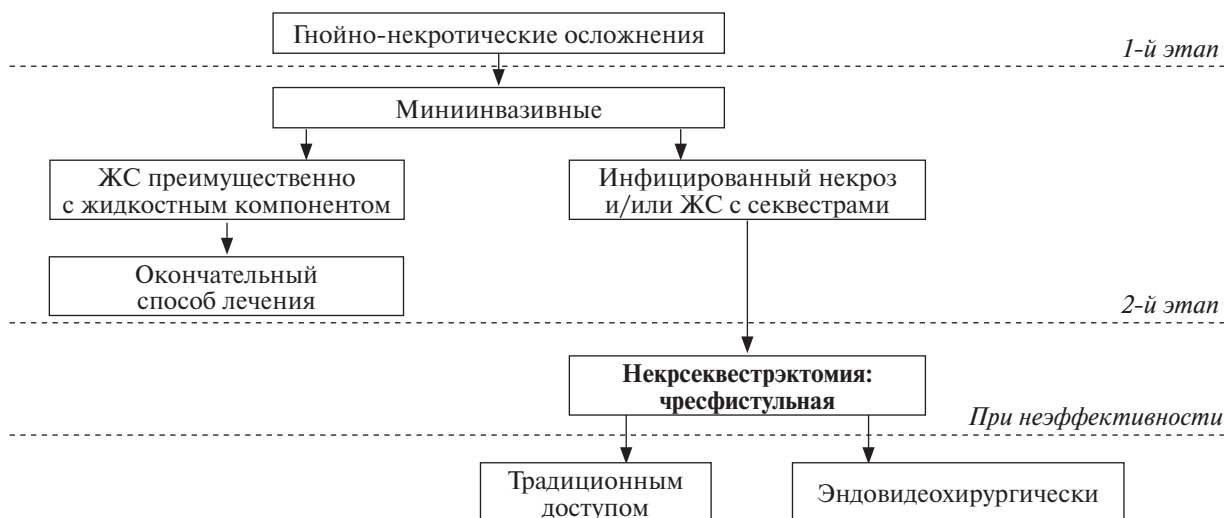 Гнойно-некротические осложнения
1-й этап
Миниинвазивные
ЖС преимущественно
с жидкостным компонентом
Инфицированный некроз
и/или ЖС с секвестрами
Окончательный
способ лечения
2-й этап
Некрсеквестрэктомия:
чресфистульная
При неэффективности
Традиционным
доступом
Эндовидеохирургически